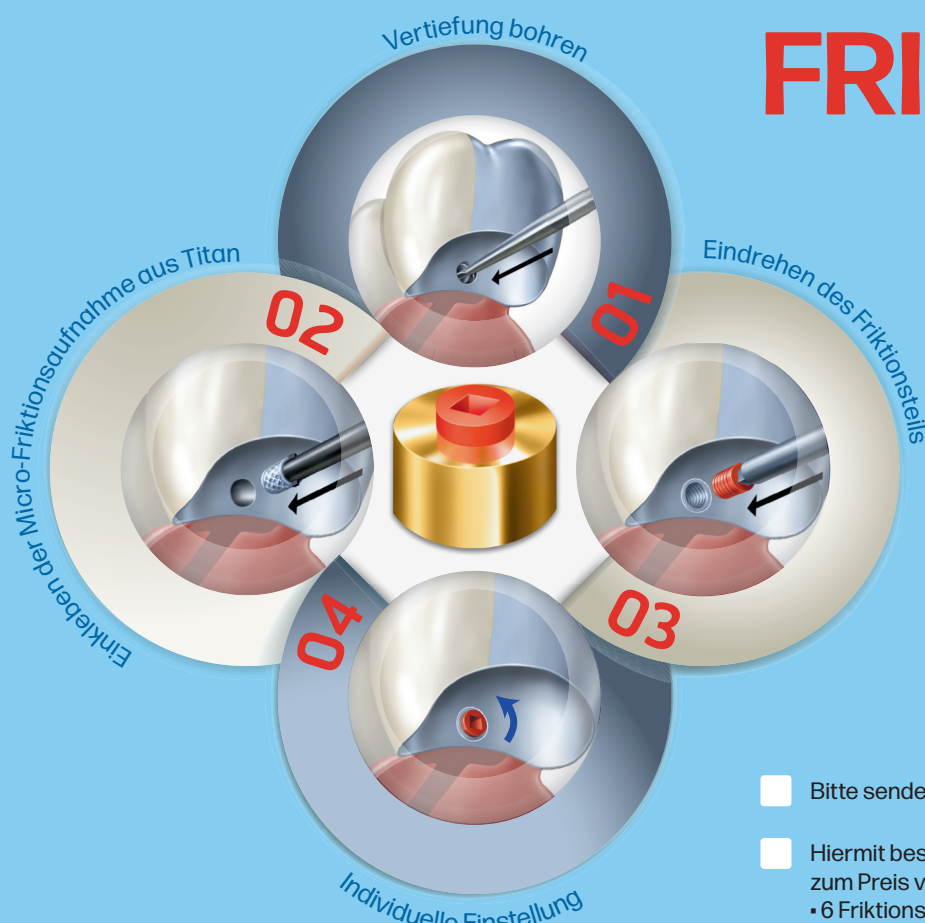 Vertiefung bohren
FRI
01
Einkleben der Micro-Friktionsaufnahme aus Titan
02
Eindrehen des Friktionsteils
03
04
Individuelle Einstellung
Bitte sende
Hiermit bes
zum Preis v
▪ 6 Friktions